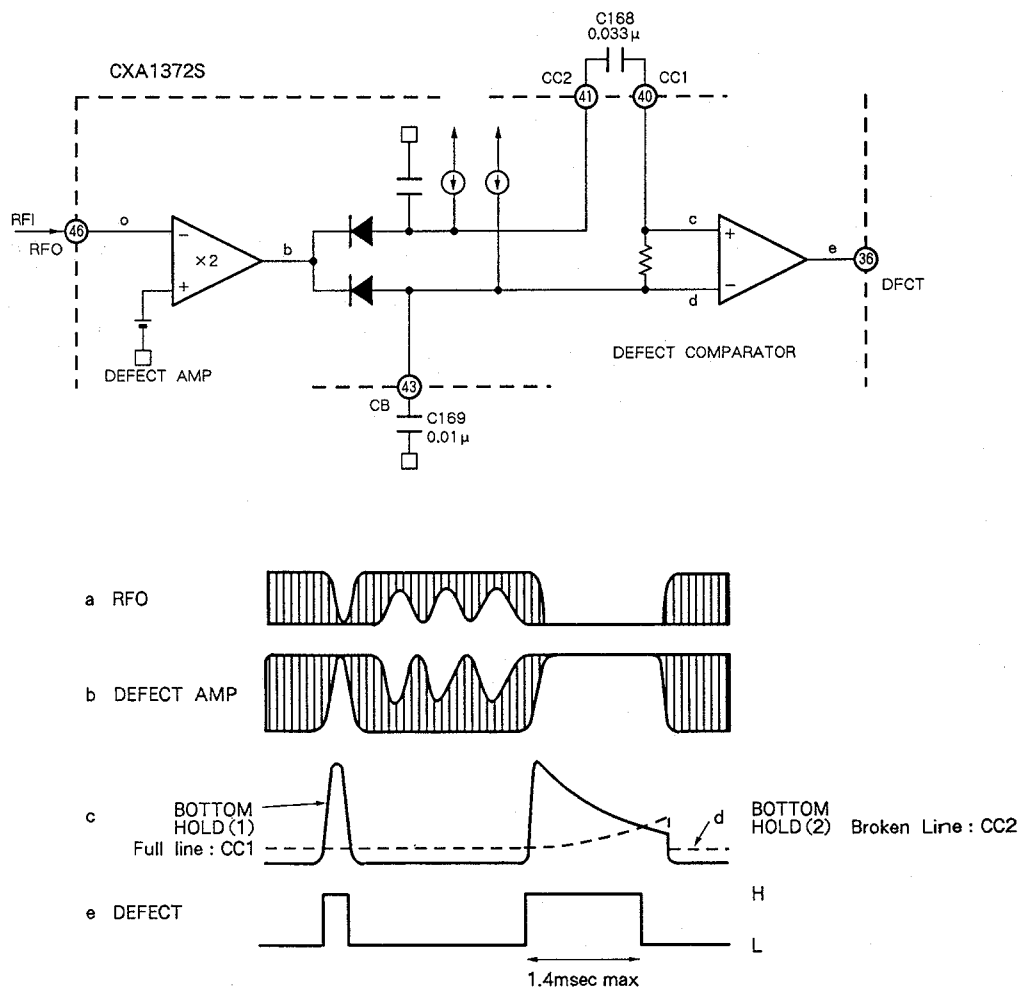 C168
0.033μ
CXA1372S
CC2
CC1
41
40
RFI
46
RFO
o
−
×2
+
b
c
+
e
36
−
d
DFCT
DEFECT AMP
DEFECT COMPARATOR
43
CB
C169
0.01μ
a RFO
b DEFECT AMP
c
BOTTOM
HOLD(1)
Full line : CC1
d
BOTTOM
HOLD(2) Broken Line : CC2
e DEFECT
H
L
1.4msec max